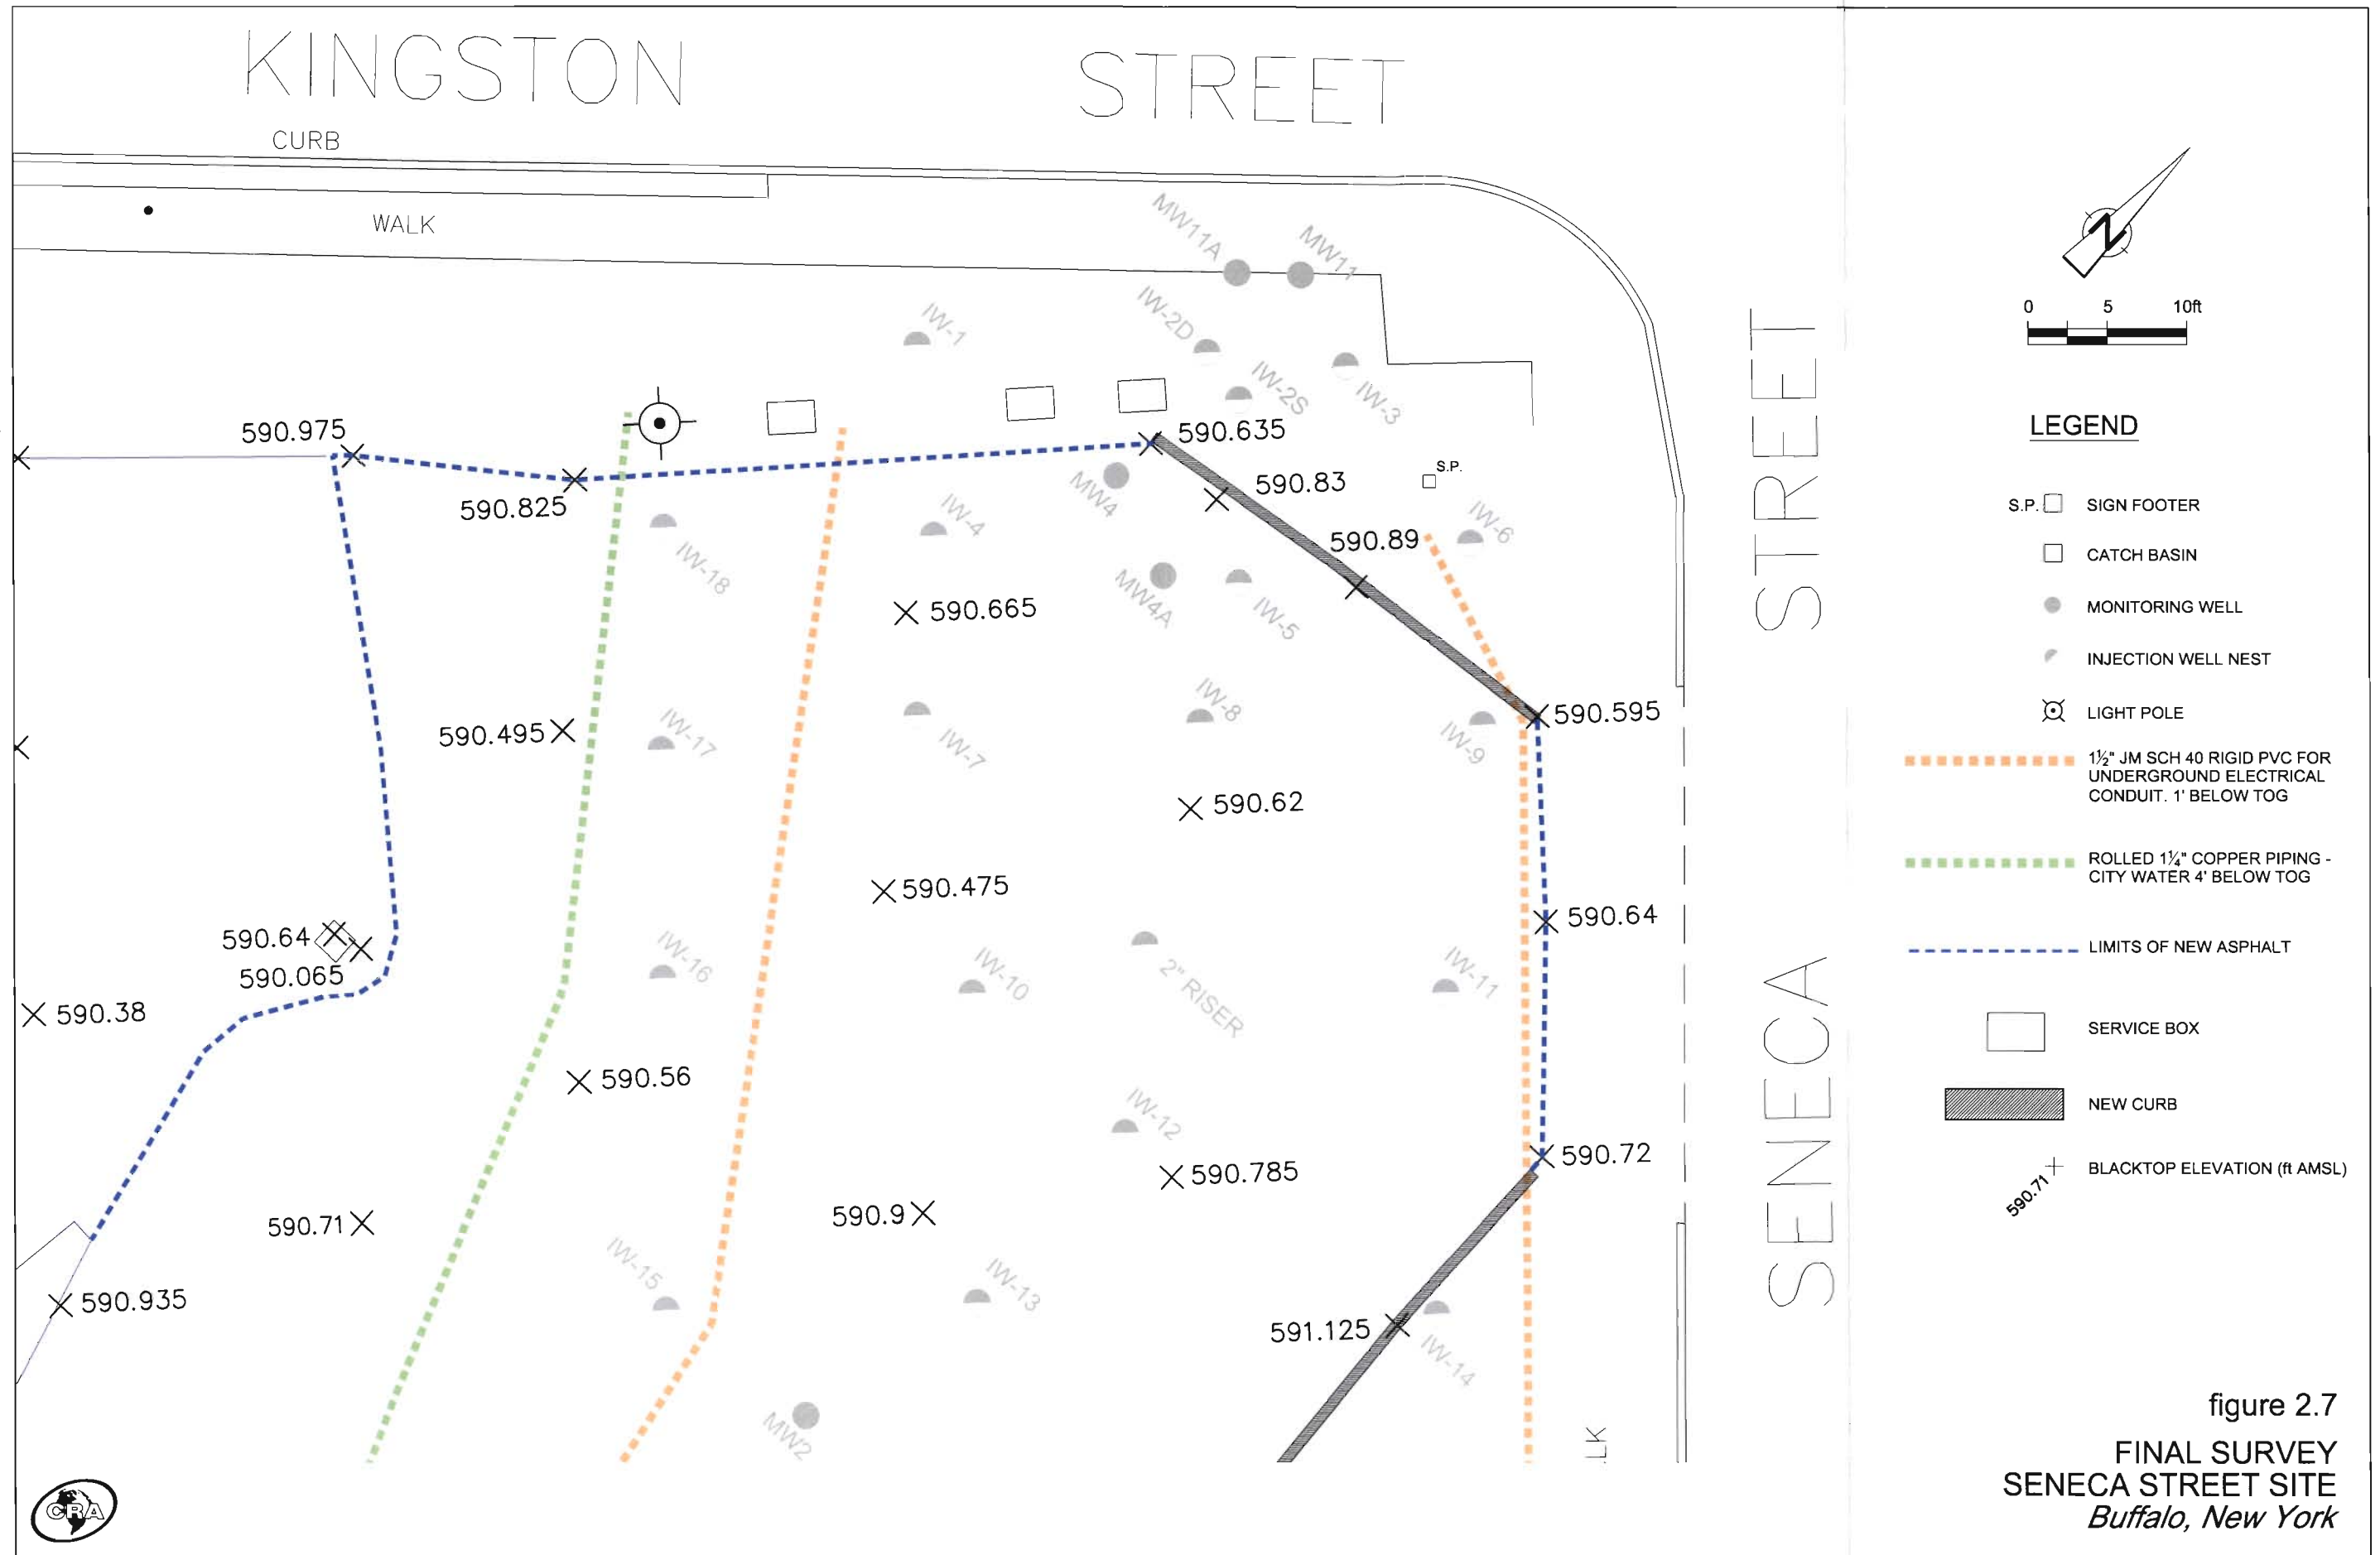 KINGSTON STREET
CURB
WALK
MW11A
MW11
IW-1
IW-2D
IW-2S
IW-3
590.975
590.825
590.635
590.83
590.89
S.P.
IW-6
MW4
IW-4
IW-18
MW4A
IW-5
590.665
590.495
IW-17
IW-7
IW-8
IW-9
590.595
590.62
590.475
590.64
590.64
590.065
590.38
IW-16
IW-10
2" RISER
IW-11
590.56
IW-12
590.72
590.785
590.71
590.9
IW-15
IW-13
590.935
591.125
IW-14
MW2
LK
SENECA STREET
N
0 5 10ft
LEGEND
S.P. SIGN FOOTER
CATCH BASIN
MONITORING WELL
INJECTION WELL NEST
LIGHT POLE
1½" JM SCH 40 RIGID PVC FOR
UNDERGROUND ELECTRICAL
CONDUIT. 1' BELOW TOG
ROLLED 1¼" COPPER PIPING -
CITY WATER 4' BELOW TOG
LIMITS OF NEW ASPHALT
SERVICE BOX
NEW CURB
590.71 BLACKTOP ELEVATION (ft AMSL)
figure 2.7
FINAL SURVEY
SENECA STREET SITE
Buffalo, New York
CRA